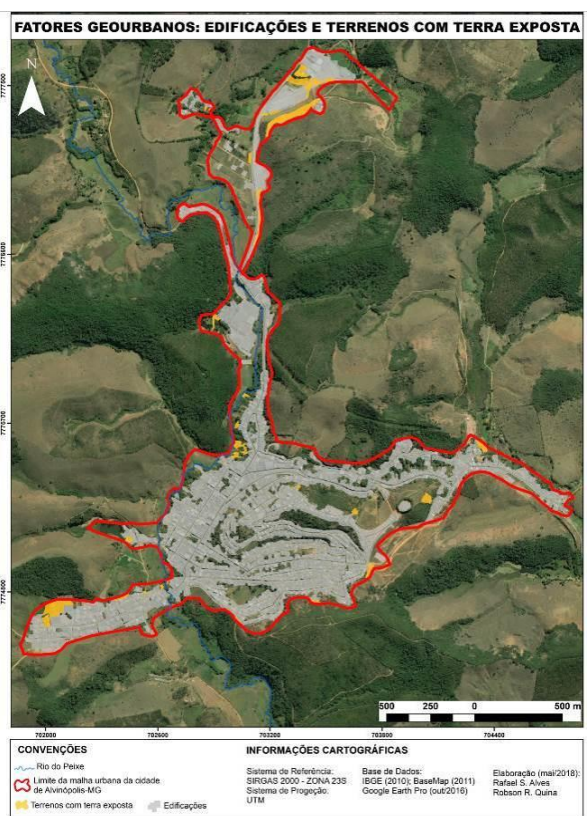 FATORES GEOURBANOS: EDIFICAÇÕES E TERRENOS COM TERRA EXPOSTA
N
500 250 0 500 m
702000 702600 703200 703800 704400
CONVENÇÕES
Rio do Peixe
Limite da malha urbana da cidade
de Alvinópolis-MG
Terrenos com terra exposta
Edificações
INFORMAÇÕES CARTOGRÁFICAS
Sistema de Referência:
SIRGAS 2000 - ZONA 23S
Sistema de Projeção:
UTM
Base de Dados:
IBGE (2010); BaseMap (2011)
Google Earth Pro (out/2016)
Elaboração (mai/2018):
Rafael S. Alves
Robson R. Quina